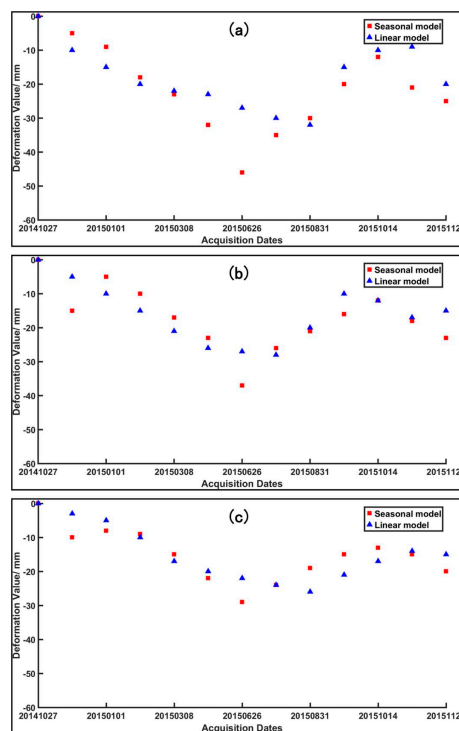 (a)
Seasonal model
Linear model
Deformation Value/ mm
0
-10
-20
-30
-40
-50
-60
20141027 20150101 20150308 20150626 20150831 20151014 2015112
Acquisition Dates
(b)
Seasonal model
Linear model
Deformation Value/ mm
0
-10
-20
-30
-40
-50
-60
20141027 20150101 20150308 20150626 20150831 20151014 2015112
Acquisition Dates
(c)
Seasonal model
Linear model
Deformation Value/ mm
0
-10
-20
-30
-40
-50
-60
20141027 20150101 20150308 20150626 20150831 20151014 2015112
Acquisition Dates